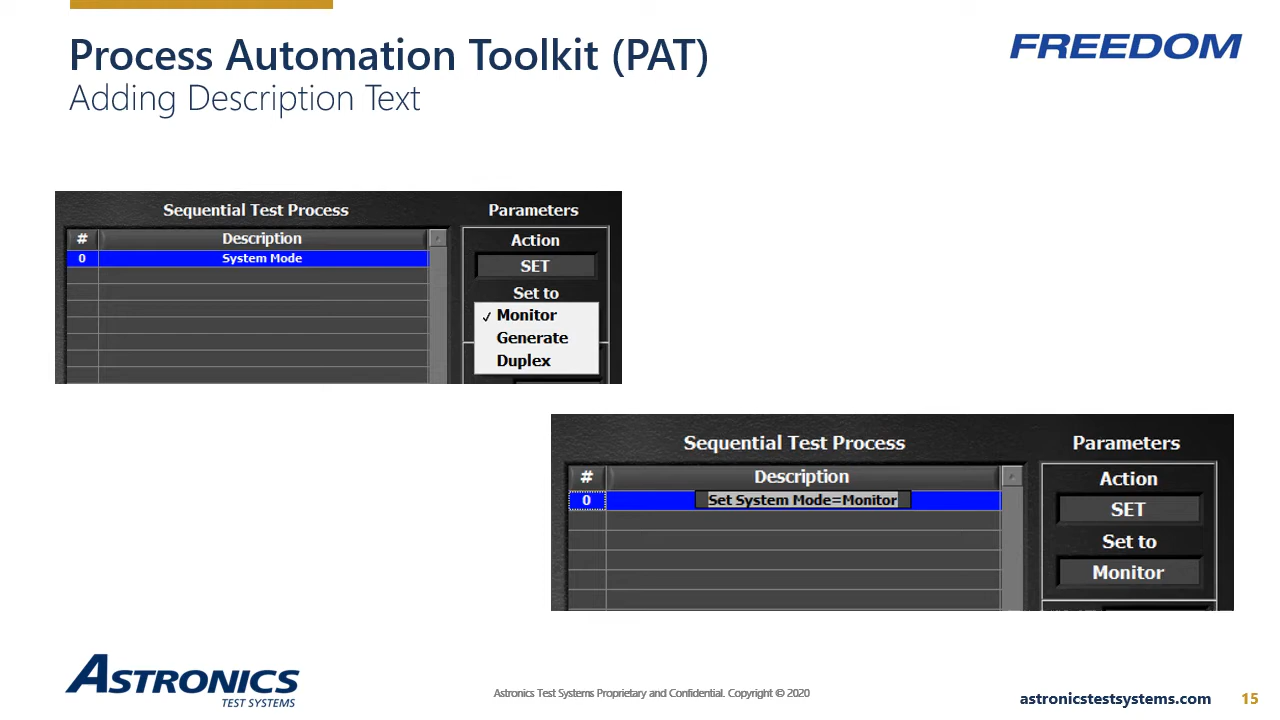 Process Automation Toolkit (PAT)
FREEDOM
Adding Description Text
Sequential Test Process
Parameters
# Description
Action
0 System Mode
SET
Set to
✓ Monitor
Generate
Duplex
Sequential Test Process
Parameters
# Description
Action
0 Set System Mode=Monitor
SET
Set to
Monitor
ASTRONICS
TEST SYSTEMS
Astronics Test Systems Proprietary and Confidential. Copyright © 2020
astronicstestsystems.com 15